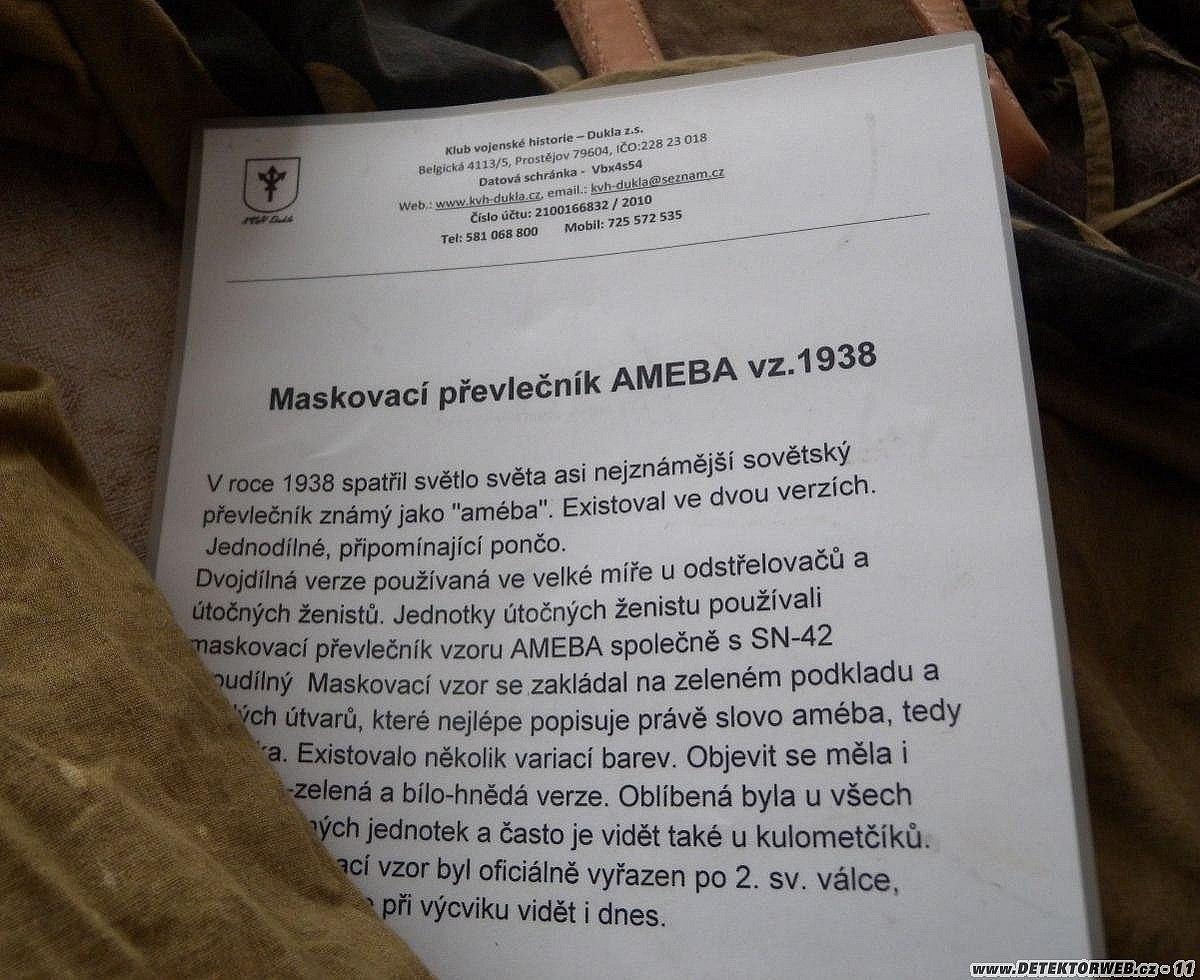 Klub vojenské historie – Dukla z.s.
Belgická 4113/5, Prostějov 79604, IČO:228 23 018
Datová schránka - Vbx4s54
Web.: www.kvh-dukla.cz, email.: kvh-dukla@seznam.cz
Číslo účtu: 2100166832 / 2010
Tel: 581 068 800 Mobil: 725 572 535
Maskovací převlečník AMEBA vz.1938
V roce 1938 spatřil světlo světa asi nejznámější sovětský
převlečník známý jako "améba". Existoval ve dvou verzích.
Jednodílné, připomínající pončo.
Dvojdílná verze používaná ve velké míře u odstřelovačů a
útočných ženistů. Jednotky útočných ženistu používali
maskovací převlečník vzoru AMEBA společně s SN-42
Maskovací vzor se zakládal na zeleném podkladu a
útvarů, které nejlépe popisuje právě slovo améba, tedy
Existovalo několik variací barev. Objevit se měla i
-zelená a bílo-hnědá verze. Oblíbená byla u všech
jednotek a často je vidět také u kulometčíků.
vzor byl oficiálně vyřazen po 2. sv. válce,
při výcviku vidět i dnes.
www.DETEKTORWEB.cz - 11